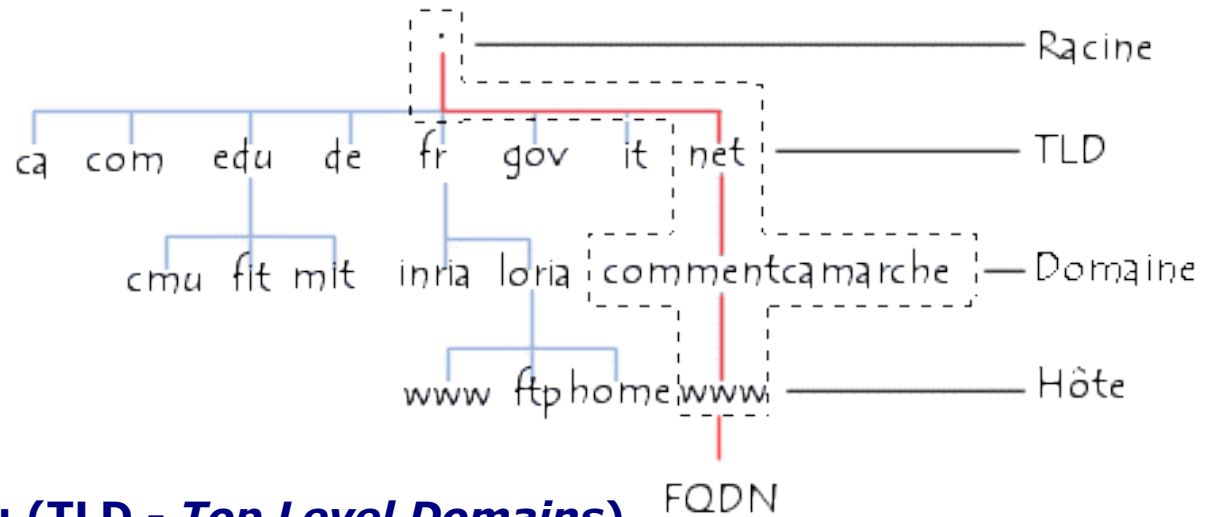 . Racine
ca com edu de fr gov it net TLD
cmu fit mit inria loria commentcamarche Domaine
www ftp home www Hôte
FQDN
(TLD - Top Level Domains)